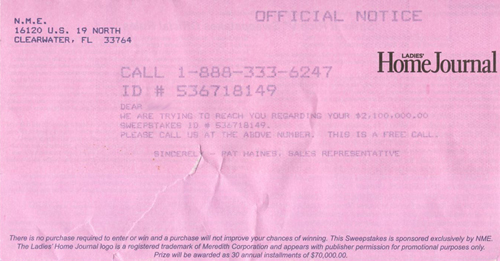 OFFICIAL NOTICE
N.M.E.
16120 U.S. 19 NORTH
CLEARWATER, FL 33764
LADIES'
Home Journal
CALL 1-888-333-6247
ID # 536718149
DEAR
WE ARE TRYING TO REACH YOU REGARDING YOUR $2,100,000.00
SWEEPSTAKES ID # 536718149.
PLEASE CALL US AT THE ABOVE NUMBER. THIS IS A FREE CALL.
SINCERELY - PAT HAINES, SALES REPRESENTATIVE
There is no purchase required to enter or win and a purchase will not improve your chances of winning. This Sweepstakes is sponsored exclusively by NME.
The Ladies' Home Journal logo is a registered trademark of Meredith Corporation and appears with publisher permission for promotional purposes only.
Prize will be awarded as 30 annual installments of $70,000.00.